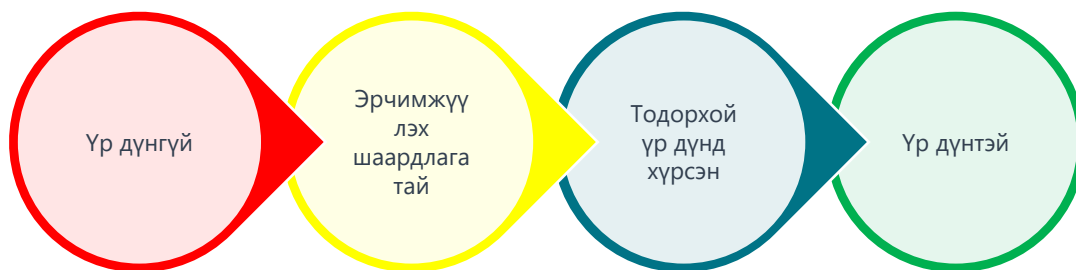 Үр дүнгүй
Эрчимжүү
лэх
шаардлага
тай
Тодорхой
үр дүнд
хүрсэн
Үр дүнтэй